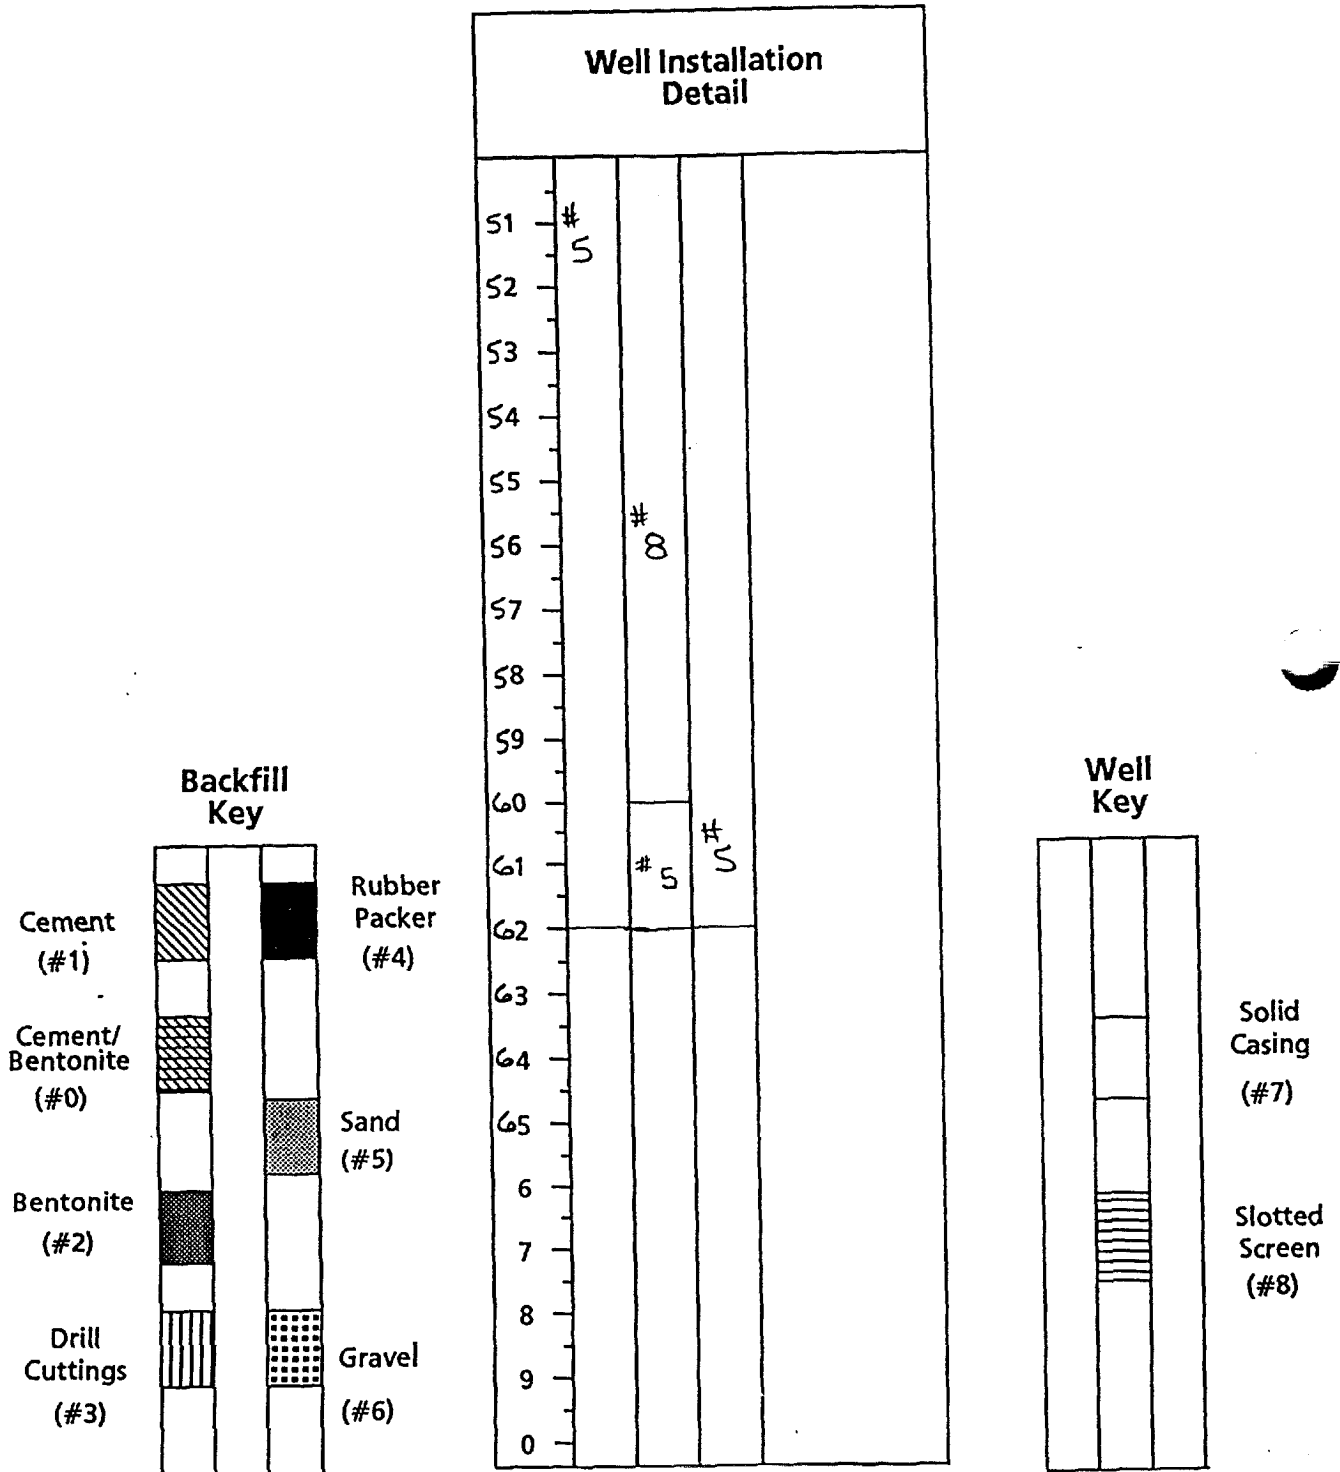 Well Installation
Detail
51
#
5
52
53
54
55
#
8
56
57
58
59
60
#
5
61
# 5
62
63
64
65
6
7
8
9
0
Backfill
Key
Cement
(#1)
Cement/
Bentonite
(#0)
Bentonite
(#2)
Drill
Cuttings
(#3)
Rubber
Packer
(#4)
Sand
(#5)
Gravel
(#6)
Well
Key
Solid
Casing
(#7)
Slotted
Screen
(#8)